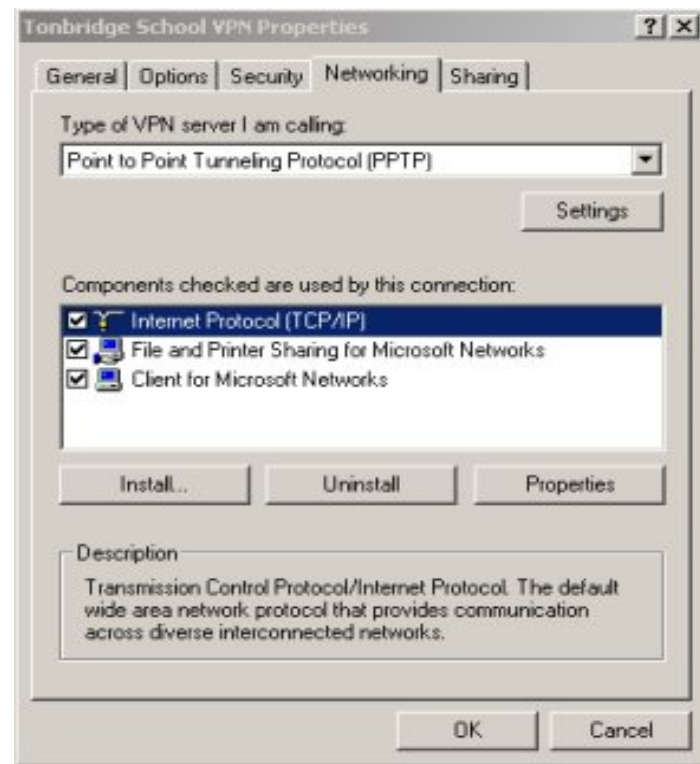 Tonbridge School VPN Properties
? X
General Options Security Networking Sharing
Type of VPN server I am calling:
Point to Point Tunneling Protocol (PPTP)
Settings
Components checked are used by this connection:
Internet Protocol (TCP/IP)
File and Printer Sharing for Microsoft Networks
Client for Microsoft Networks
Install... Uninstall Properties
Description
Transmission Control Protocol/Internet Protocol. The default
wide area network protocol that provides communication
across diverse interconnected networks.
OK Cancel